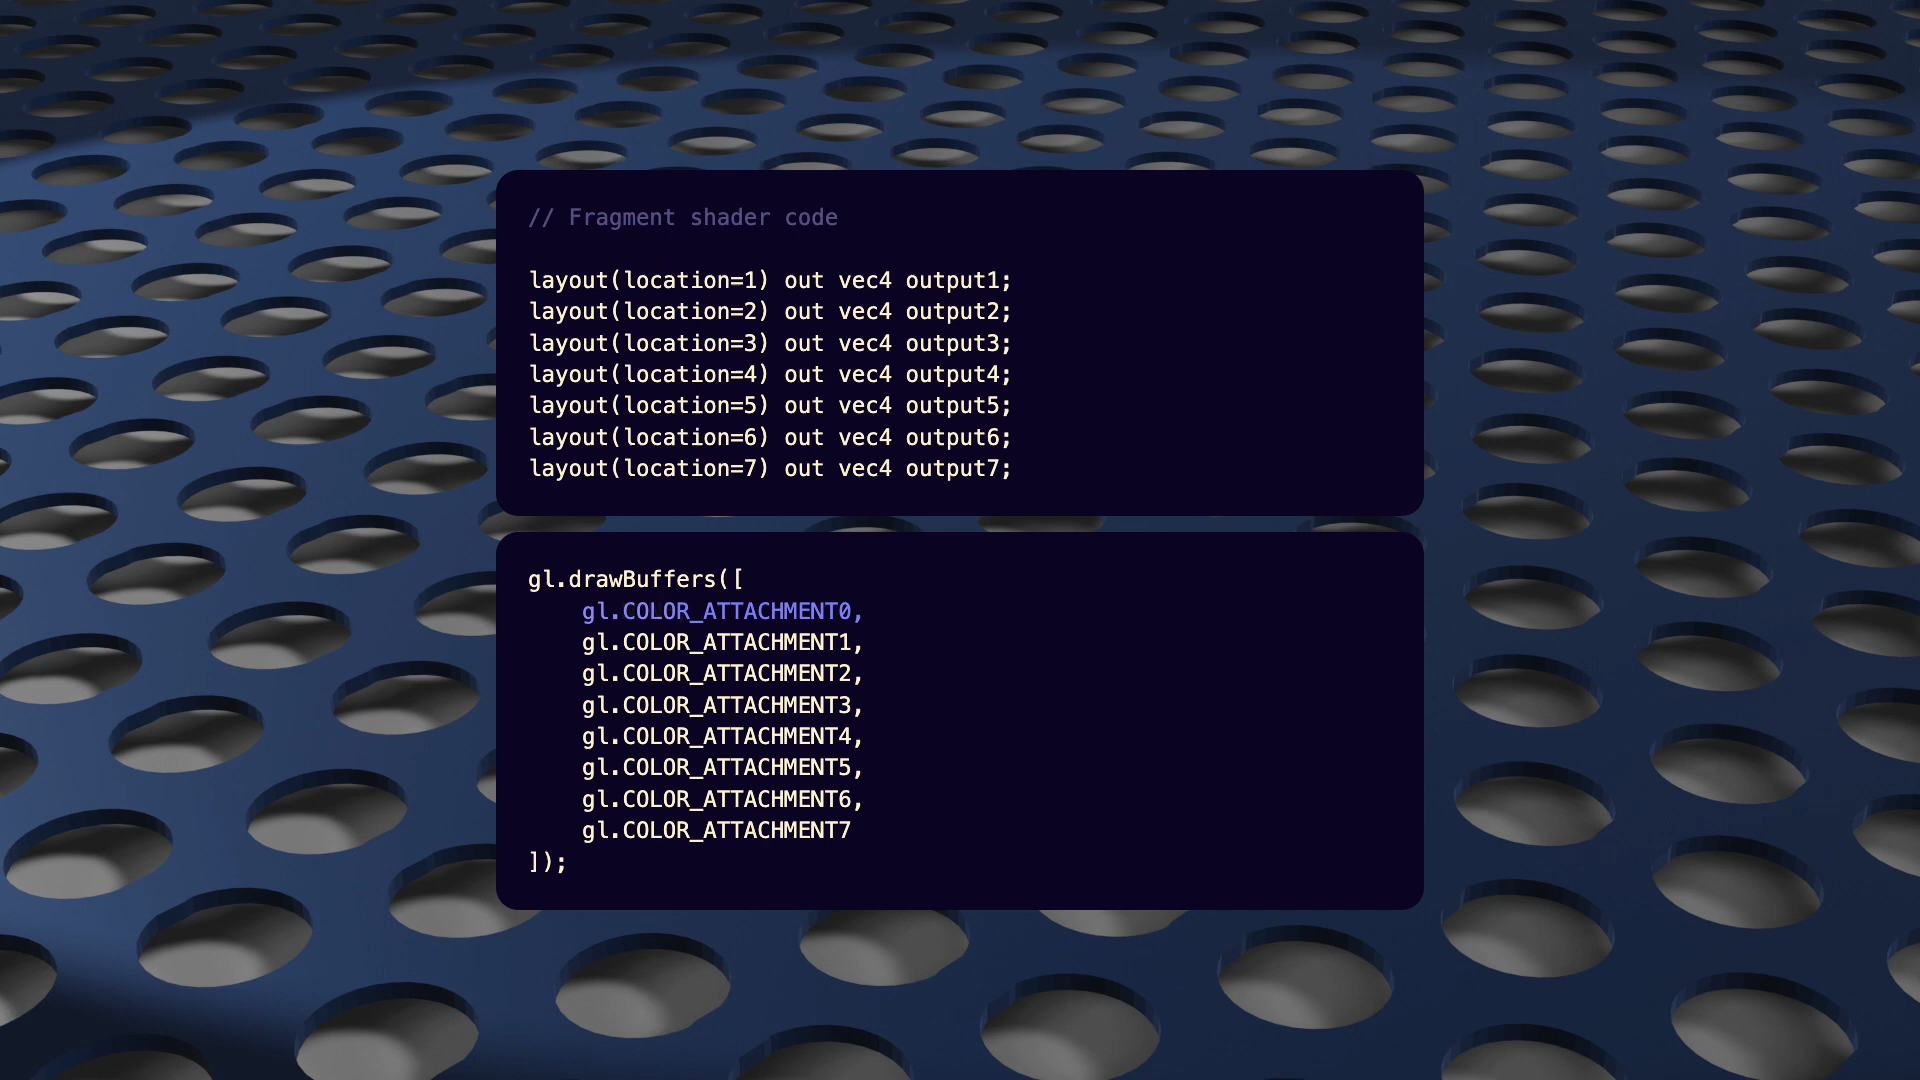 // Fragment shader code
layout(location=1) out vec4 output1;
layout(location=2) out vec4 output2;
layout(location=3) out vec4 output3;
layout(location=4) out vec4 output4;
layout(location=5) out vec4 output5;
layout(location=6) out vec4 output6;
layout(location=7) out vec4 output7;
gl.drawBuffers([
    gl.COLOR_ATTACHMENT0,
    gl.COLOR_ATTACHMENT1,
    gl.COLOR_ATTACHMENT2,
    gl.COLOR_ATTACHMENT3,
    gl.COLOR_ATTACHMENT4,
    gl.COLOR_ATTACHMENT5,
    gl.COLOR_ATTACHMENT6,
    gl.COLOR_ATTACHMENT7
]);